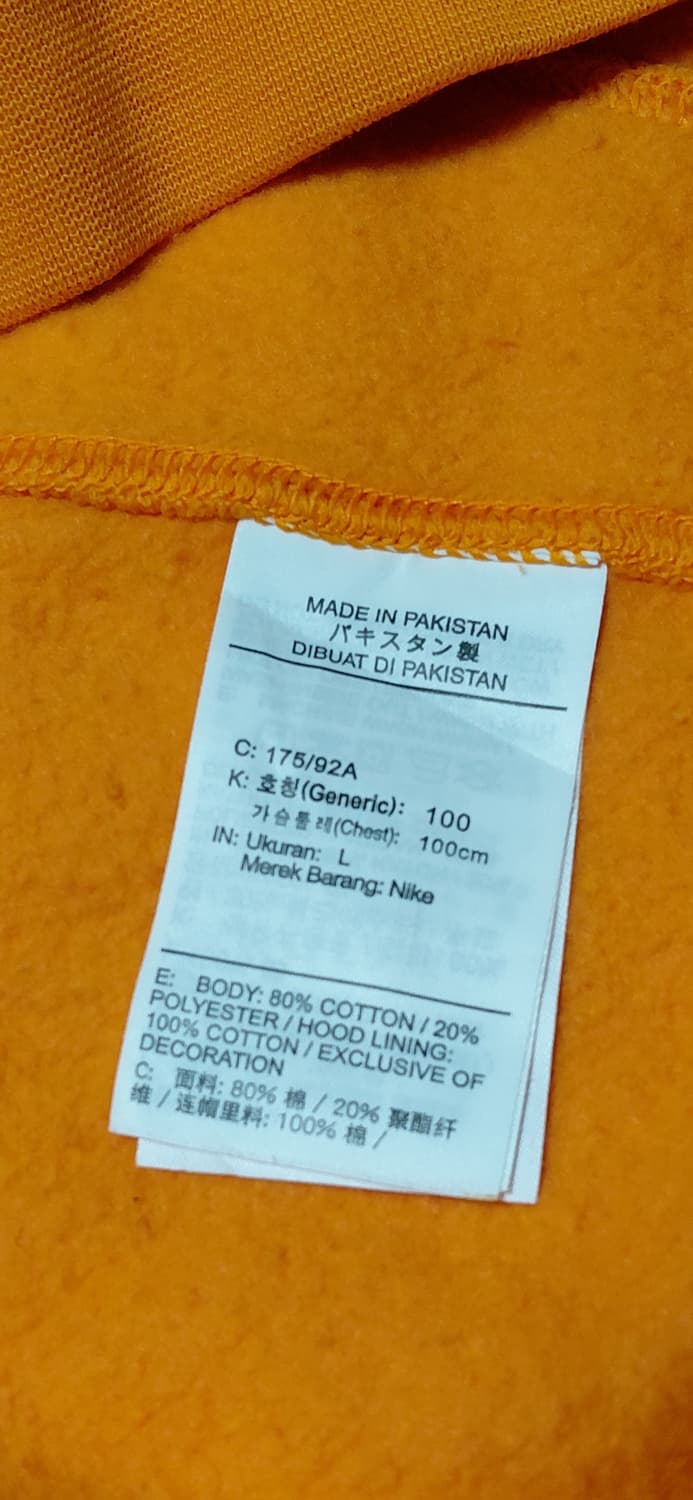 MADE IN PAKISTAN
パキスタン製
DIBUAT DI PAKISTAN
C: 175/92A
K: 호칭(Generic): 100
가슴둘레(Chest): 100cm
IN: Ukuran: L
Merek Barang: Nike
E: BODY: 80% COTTON / 20%
POLYESTER / HOOD LINING:
100% COTTON / EXCLUSIVE OF
DECORATION
C: 面料: 80% 棉 / 20% 聚酯纤
维 / 连帽里料: 100% 棉 /